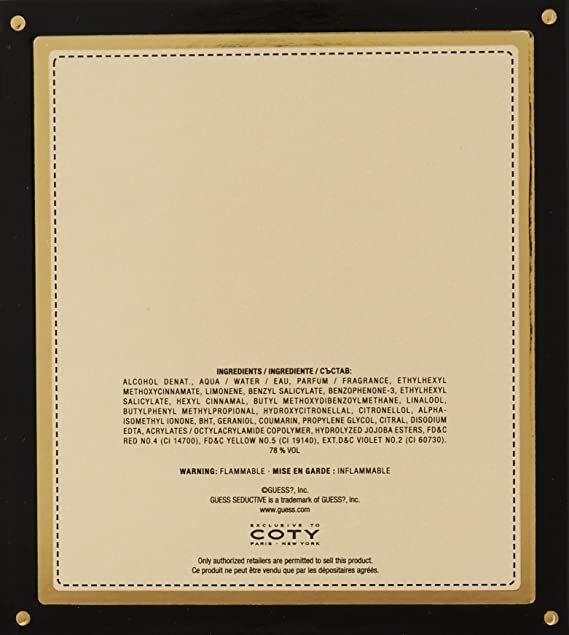 INGREDIENTS / INGREDIENTE / СЪСТАВ:
ALCOHOL DENAT., AQUA / WATER / EAU, PARFUM / FRAGRANCE, ETHYLHEXYL
METHOXYCINNAMATE, LIMONENE, BENZYL SALICYLATE, BENZOPHENONE-3, ETHYLHEXYL
SALICYLATE, HEXYL CINNAMAL, BUTYL METHOXYDIBENZOYLMETHANE, LINALOOL,
BUTYLPHENYL METHYLPROPIONAL, HYDROXYCITRONELLAL, CITRONELLOL, ALPHA-
ISOMETHYL IONONE, BHT, GERANIOL, COUMARIN, PROPYLENE GLYCOL, CITRAL, DISODIUM
EDTA, ACRYLATES / OCTYLACRYLAMIDE COPOLYMER, HYDROLYZED JOJOBA ESTERS, FD&C
RED NO.4 (CI 14700), FD&C YELLOW NO.5 (CI 19140), EXT.D&C VIOLET NO.2 (CI 60730).
78 % VOL
WARNING: FLAMMABLE · MISE EN GARDE : INFLAMMABLE
©GUESS?, Inc.
GUESS SEDUCTIVE is a trademark of GUESS?, Inc.
www.guess.com
EXCLUSIVE TO
COTY
PARIS - NEW YORK
Only authorized retailers are permitted to sell this product.
Ce produit ne peut être vendu que par les dépositaires agréés.